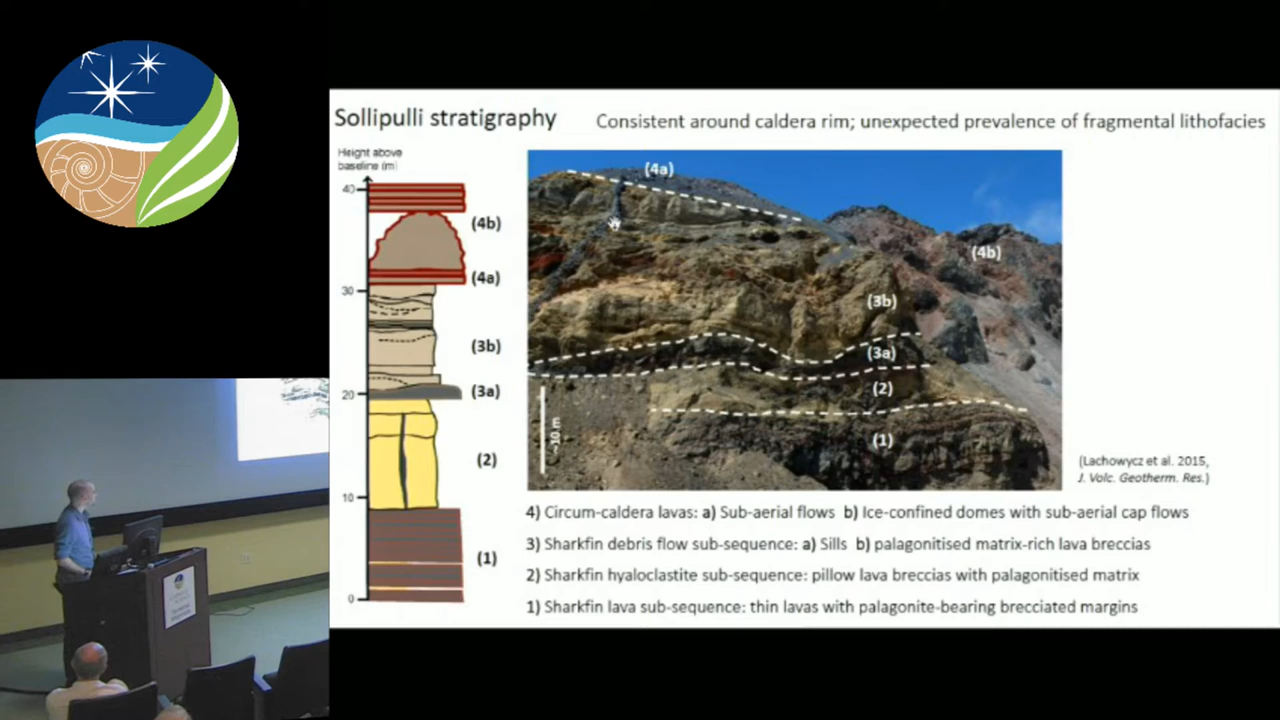 Sollipulli stratigraphy
Consistent around caldera rim; unexpected prevalence of fragmental lithofacies
Height above
baseline (m)
40
30
20
10
0
(4b)
(4a)
(3b)
(3a)
(2)
(1)
(4a)
(4b)
(3b)
(3a)
(2)
(1)
~10 m
(Lachowycz et al. 2015,
J. Volc. Geotherm. Res.)
4) Circum-caldera lavas: a) Sub-aerial flows b) Ice-confined domes with sub-aerial cap flows
3) Sharkfin debris flow sub-sequence: a) Sills b) palagonitised matrix-rich lava breccias
2) Sharkfin hyaloclastite sub-sequence: pillow lava breccias with palagonitised matrix
1) Sharkfin lava sub-sequence: thin lavas with palagonite-bearing brecciated margins